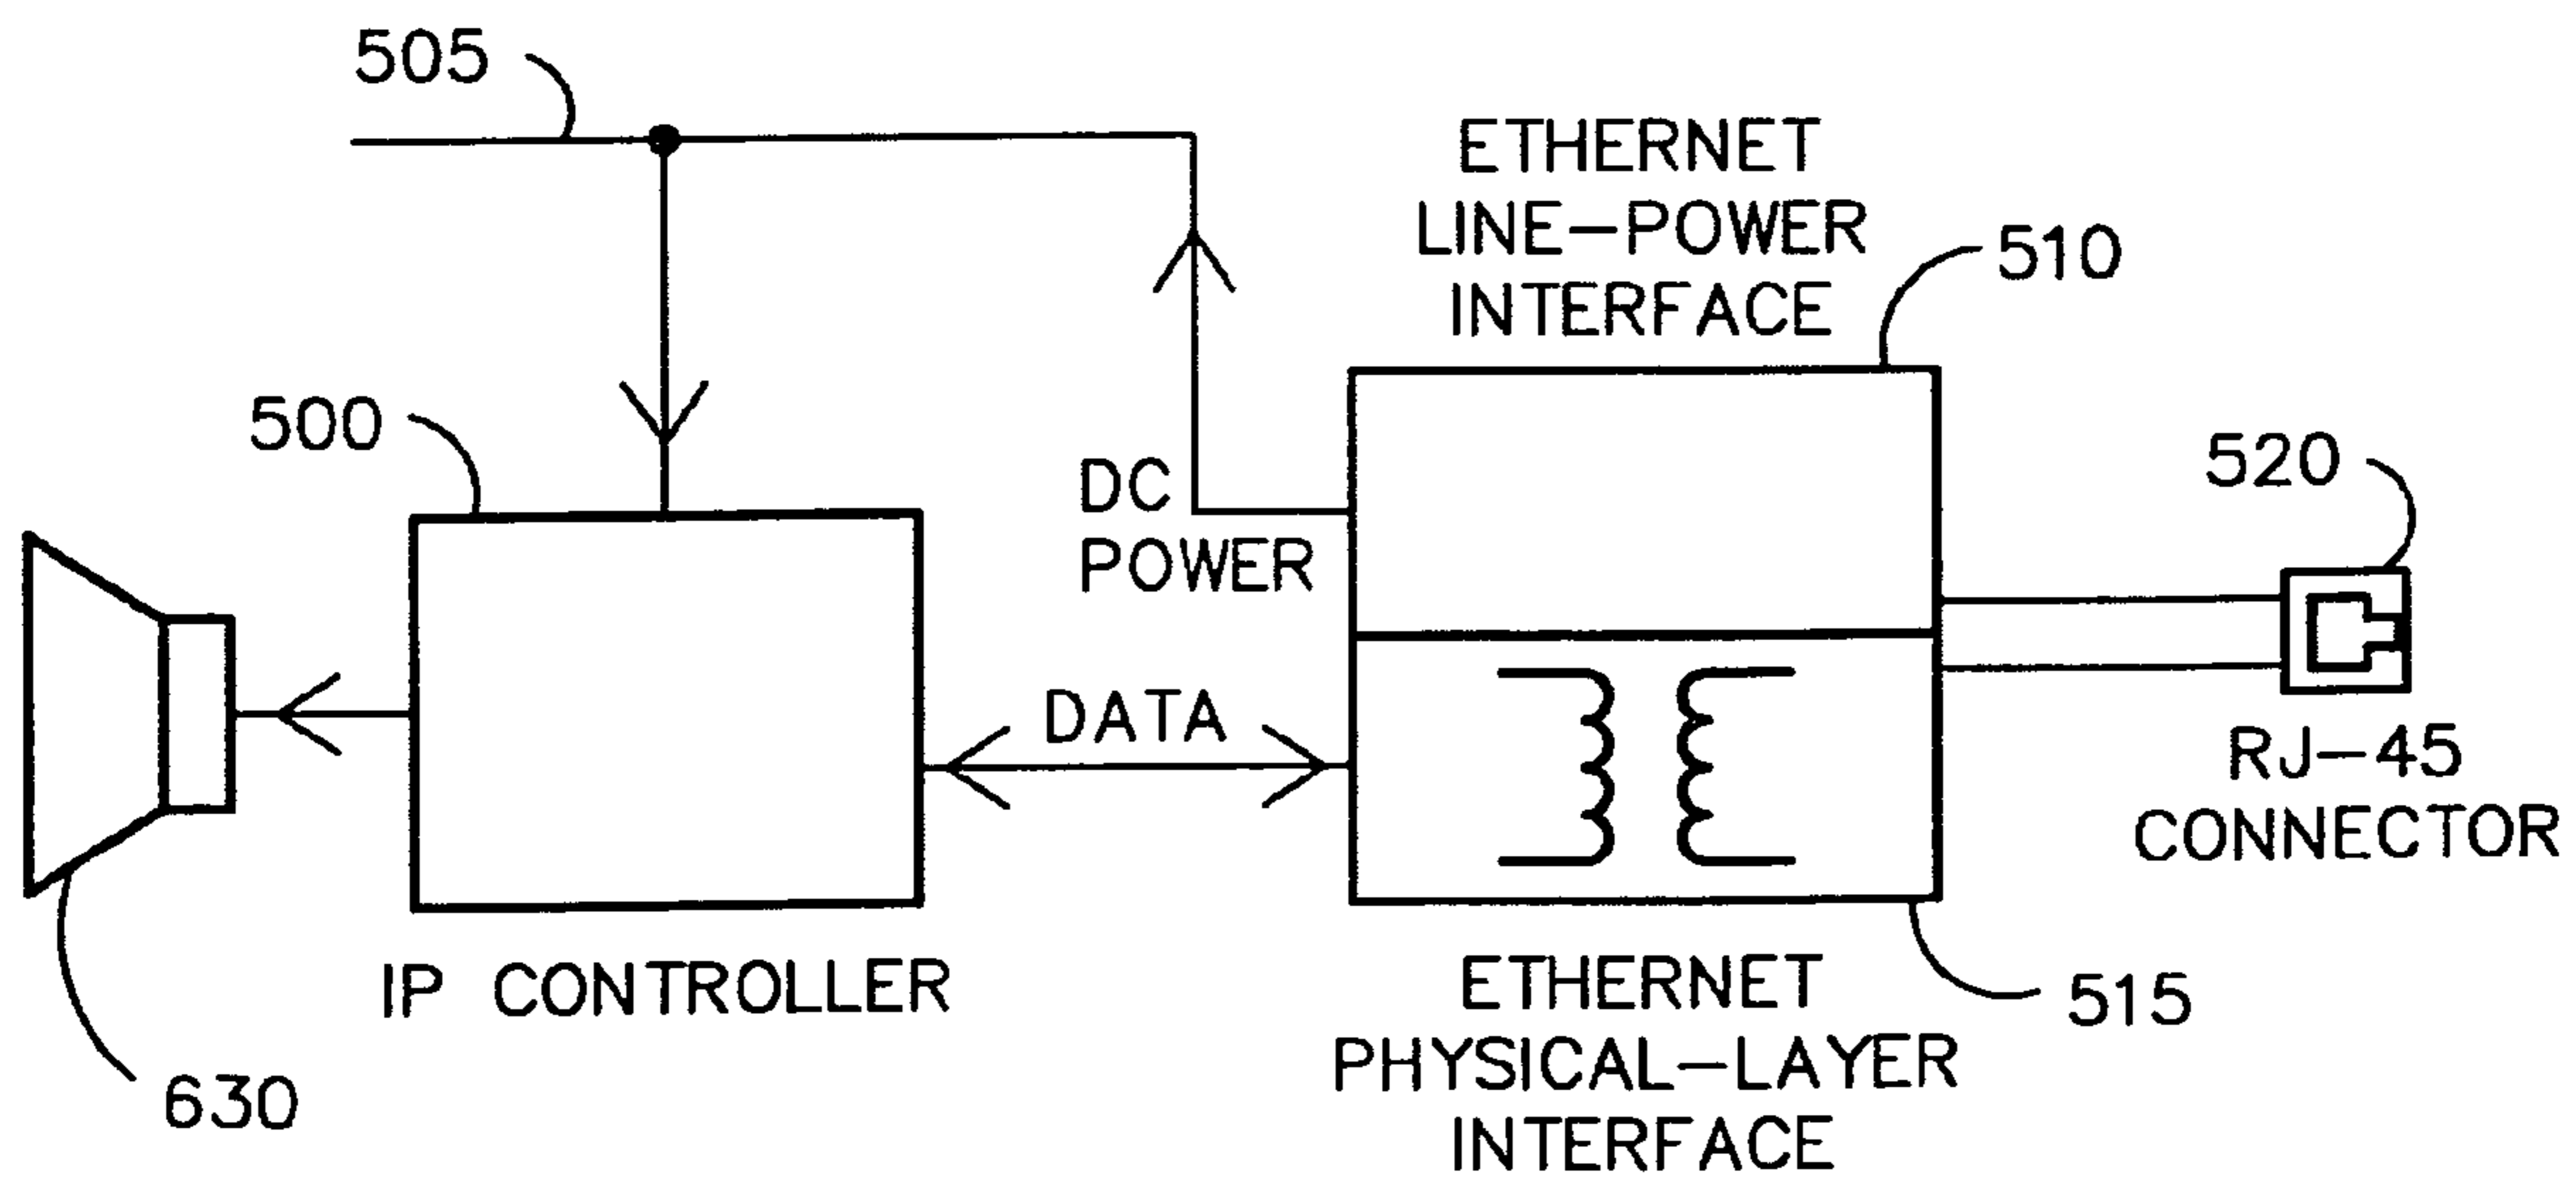 505
ETHERNET
LINE-POWER
INTERFACE
510
500
520
DC
POWER
DATA
RJ-45
CONNECTOR
IP CONTROLLER
ETHERNET
PHYSICAL-LAYER
INTERFACE
515
630